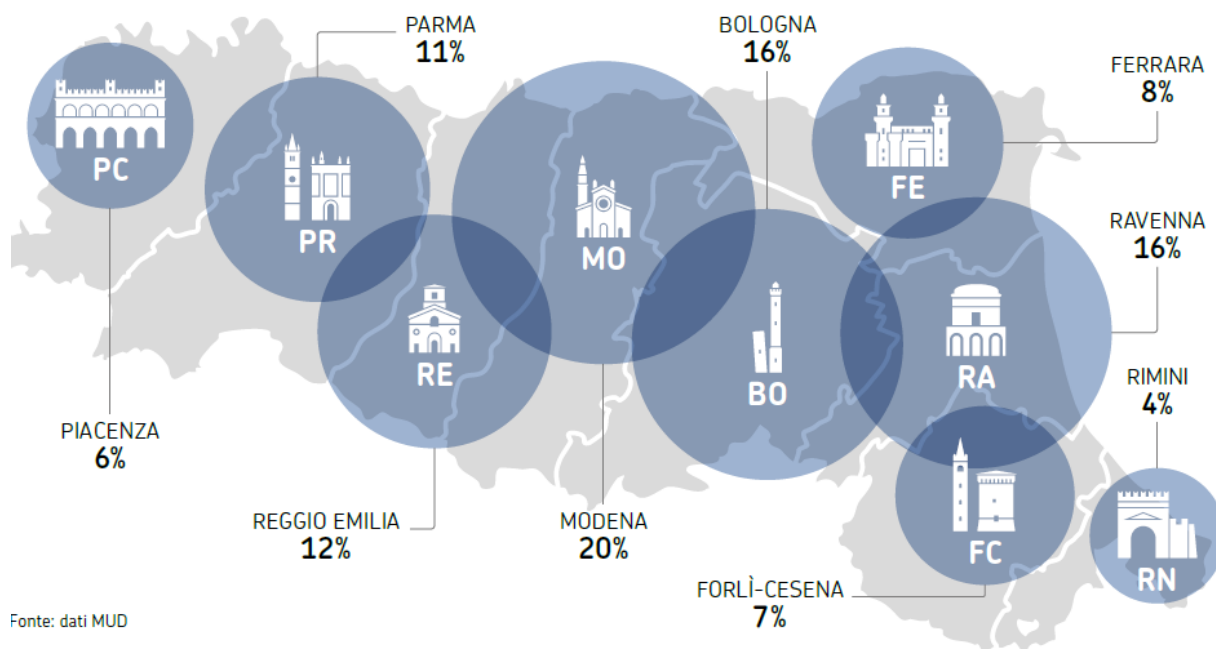 PARMA
11%
BOLOGNA
16%
FERRARA
8%
PC
PR
MO
FE
RAVENNA
16%
RE
BO
RA
RIMINI
4%
PIACENZA
6%
REGGIO EMILIA
12%
MODENA
20%
FC
RN
FORLÌ-CESENA
7%
Fonte: dati MUD